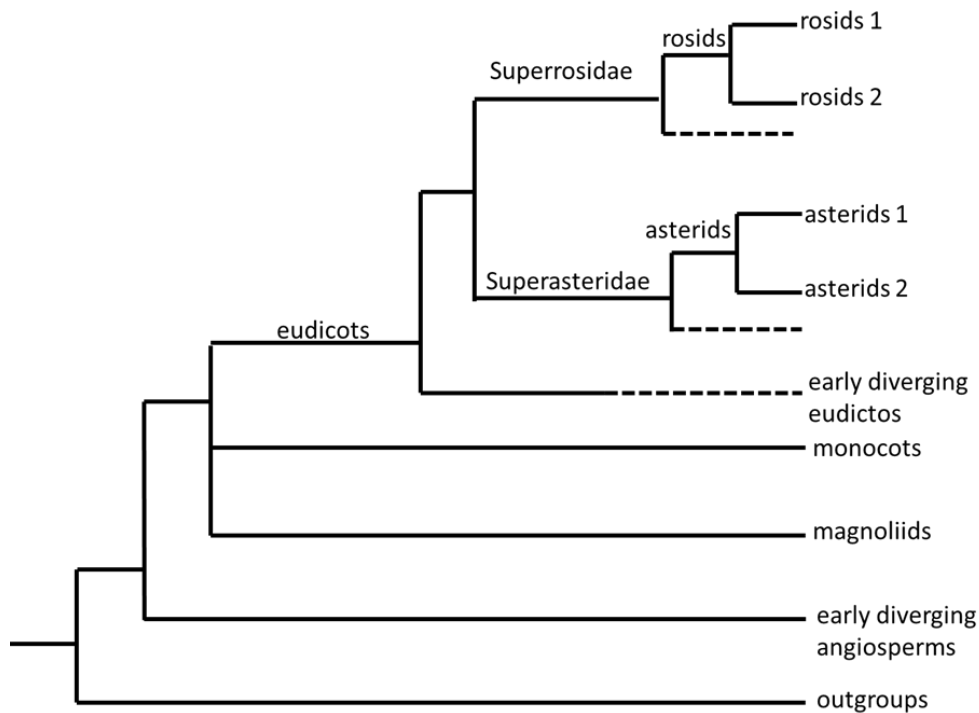 rosids 1
rosids
Superrosidae
rosids 2
asterids 1
asterids
Superasteridae
asterids 2
eudicots
early diverging
eudictos
monocots
magnoliids
early diverging
angiosperms
outgroups